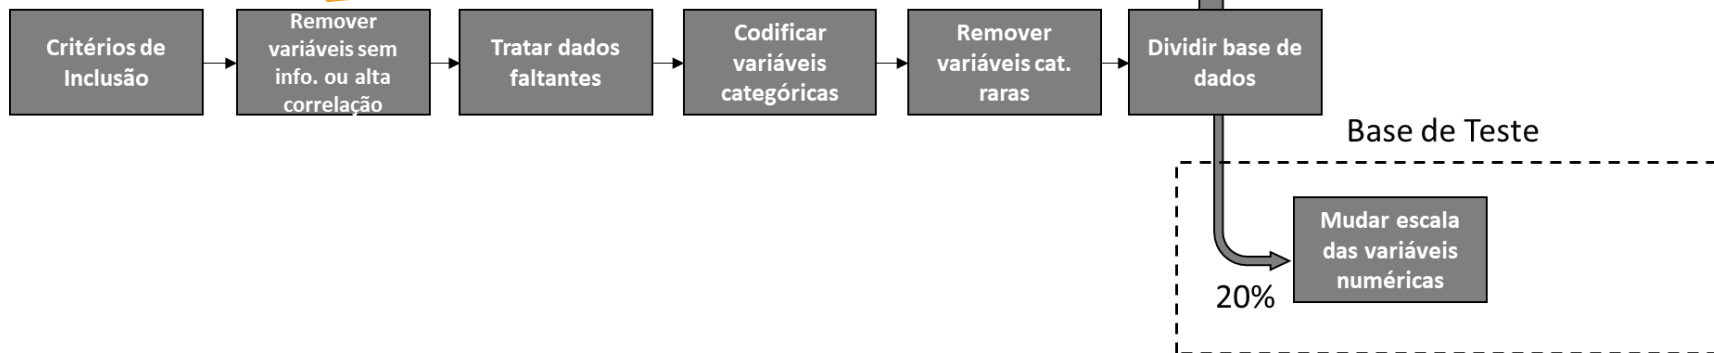 Critérios de
Inclusão
Remover
variáveis sem
info. ou alta
correlação
Tratar dados
faltantes
Codificar
variáveis
categóricas
Remover
variáveis cat.
raras
Dividir base de
dados
Base de Teste
Mudar escala
das variáveis
numéricas
20%